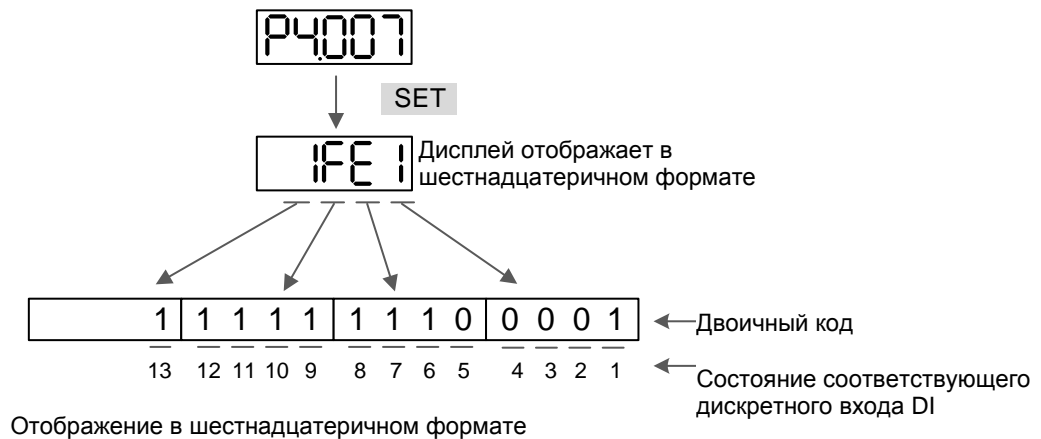 P4.007
SET
1FE1
Дисплей отображает в
шестнадцатеричном формате
1 1 1 1 1 1 1 1 0 0 0 0 1
Двоичный код
13 12 11 10 9 8 7 6 5 4 3 2 1
Состояние соответствующего
дискретного входа DI
Отображение в шестнадцатеричном формате